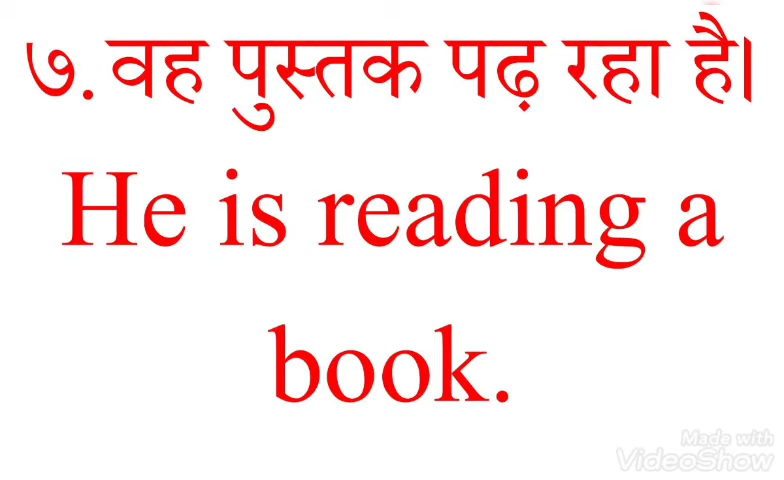 ७. वह पुस्तक पढ़ रहा है।
He is reading a
book.
Made with
VideoShow